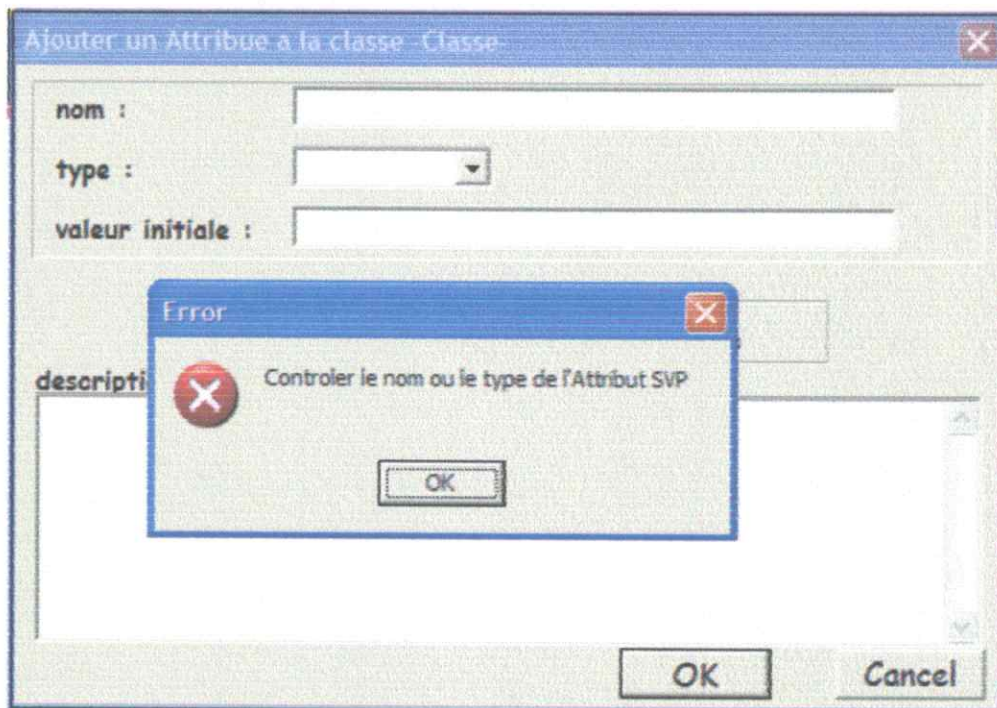 Ajouter un Attribue a la classe -Classe-
nom :
type :
valeur initiale :
Error
Controler le nom ou le type de l'Attribut SVP
OK
descripti
OK
Cancel